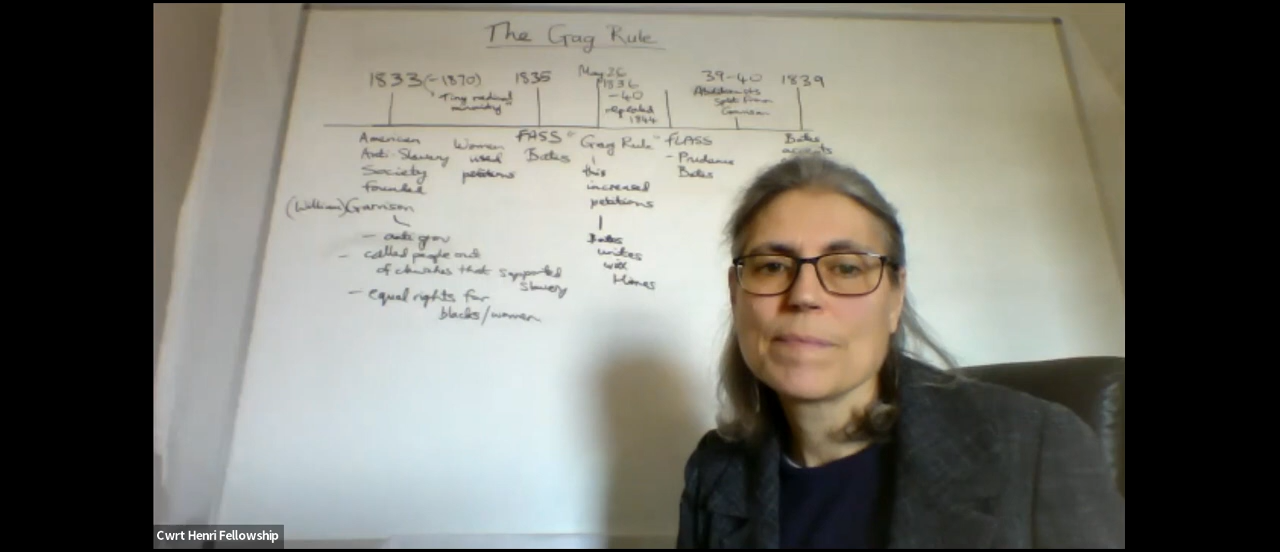 The Gag Rule
1833 (-1870)
Tiny radical
minority
1835
May 26
1836
-40
repealed
1844
39-40
Abolitionists
split from
Garrison
1839
American
Anti-Slavery
Society
founded
Women
used
petitions
FASS
Bates
Gag Rule
this
increased
petitions
Bates
writes
wix
Himes
FLASS
- Prudence
Bates
Bates
accepts
(William) Garrison
- anti gov
- called people out
of churches that supported
slavery
- equal rights for
blacks/women
Cwrt Henri Fellowship